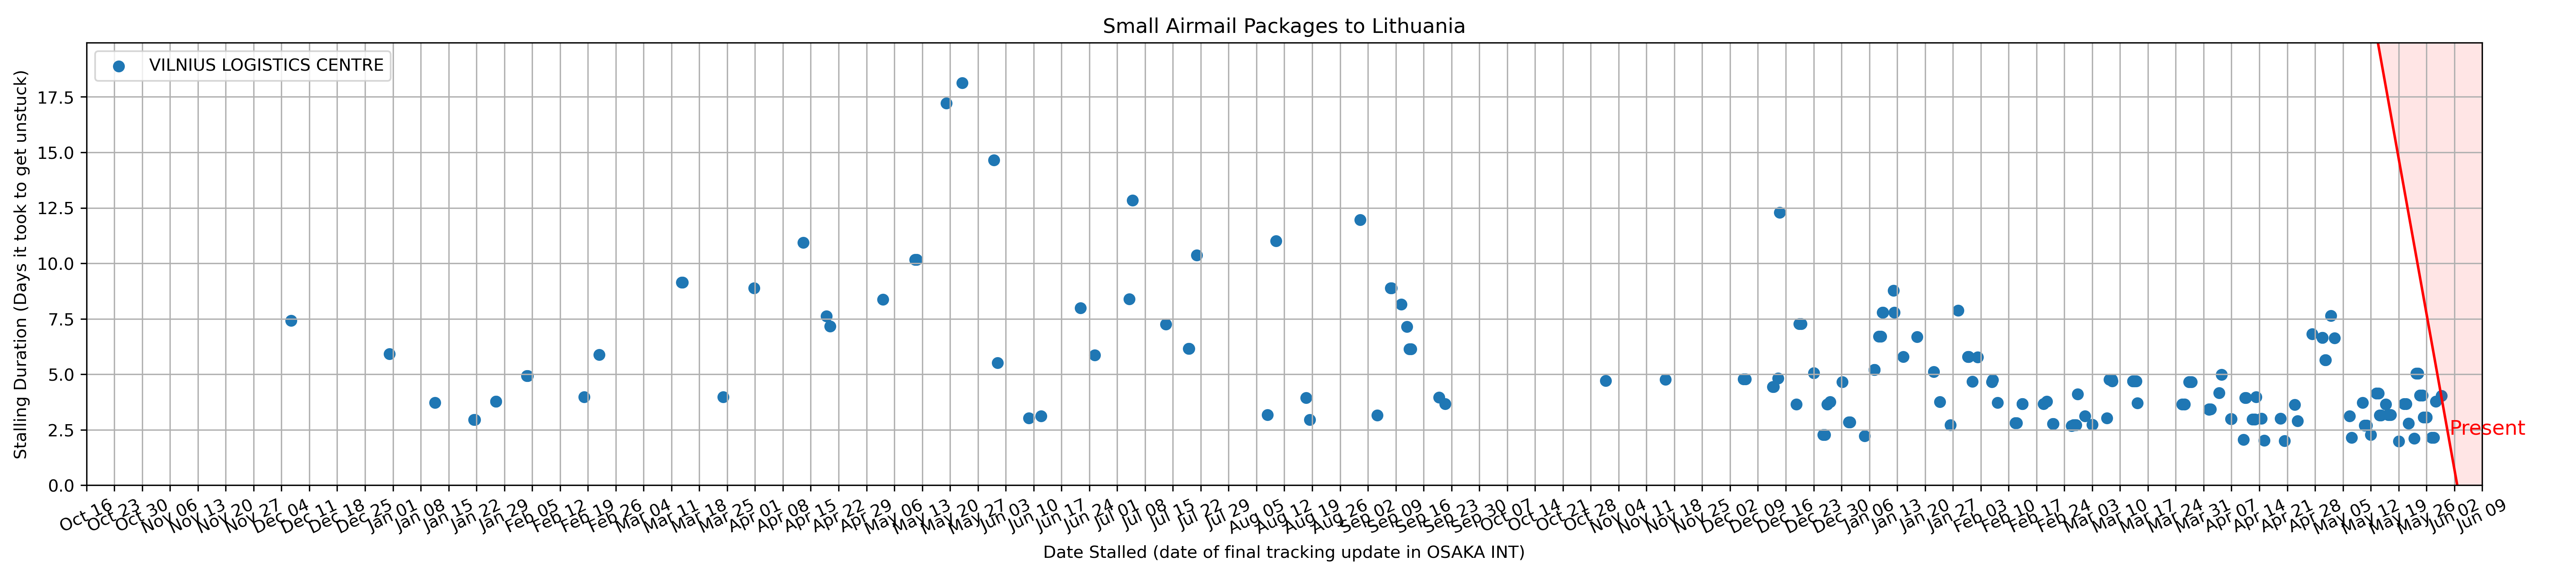 Small Airmail Packages to Lithuania
VILNIUS LOGISTICS CENTRE
Stalling Duration (Days it took to get unstuck)
17.5
15.0
12.5
10.0
7.5
5.0
2.5
0.0
Present
Oct 16
Oct 23
Oct 30
Nov 06
Nov 13
Nov 20
Nov 27
Dec 04
Dec 11
Dec 18
Dec 25
Jan 01
Jan 08
Jan 15
Jan 22
Jan 29
Feb 05
Feb 12
Feb 19
Feb 26
Mar 04
Mar 11
Mar 18
Mar 25
Apr 01
Apr 08
Apr 15
Apr 22
Apr 29
May 06
May 13
May 20
May 27
Jun 03
Jun 10
Jun 17
Jun 24
Jul 01
Jul 08
Jul 15
Jul 22
Jul 29
Aug 05
Aug 12
Aug 19
Aug 26
Sep 02
Sep 09
Sep 16
Sep 23
Sep 30
Oct 07
Oct 14
Oct 21
Oct 28
Nov 04
Nov 11
Nov 18
Nov 25
Dec 02
Dec 09
Dec 16
Dec 23
Dec 30
Jan 06
Jan 13
Jan 20
Jan 27
Feb 03
Feb 10
Feb 17
Feb 24
Mar 03
Mar 10
Mar 17
Mar 24
Mar 31
Apr 07
Apr 14
Apr 21
Apr 28
May 05
May 12
May 19
May 26
Jun 02
Jun 09
Date Stalled (date of final tracking update in OSAKA INT)